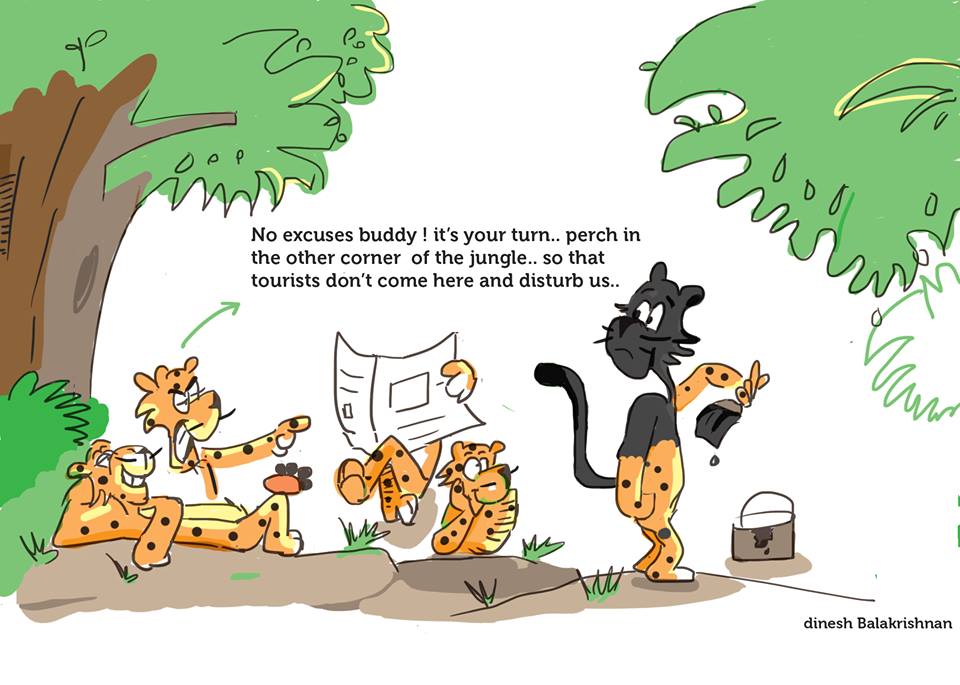 No excuses buddy ! it's your turn.. perch in
the other corner of the jungle.. so that
tourists don't come here and disturb us..
dinesh Balakrishnan